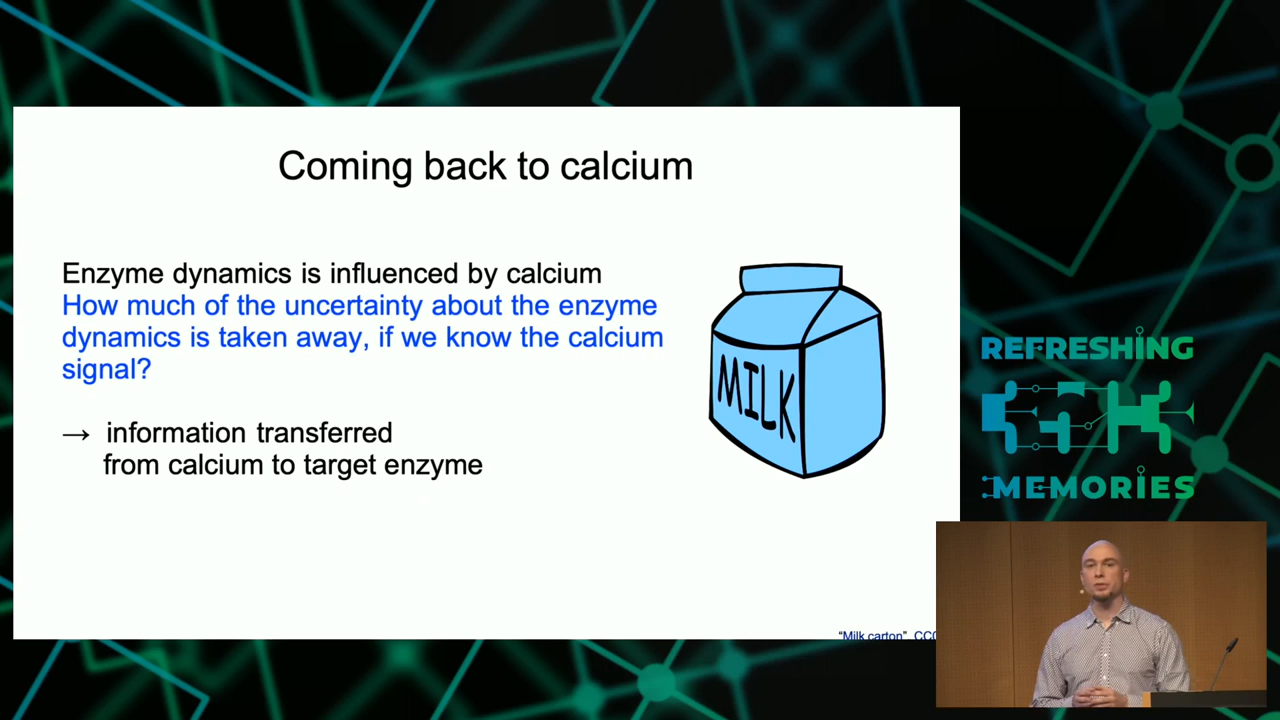 Coming back to calcium
Enzyme dynamics is influenced by calcium
How much of the uncertainty about the enzyme
dynamics is taken away, if we know the calcium
signal?
→ information transferred
from calcium to target enzyme
MILK
REFRESHING
MEMORIES
"Milk carton",